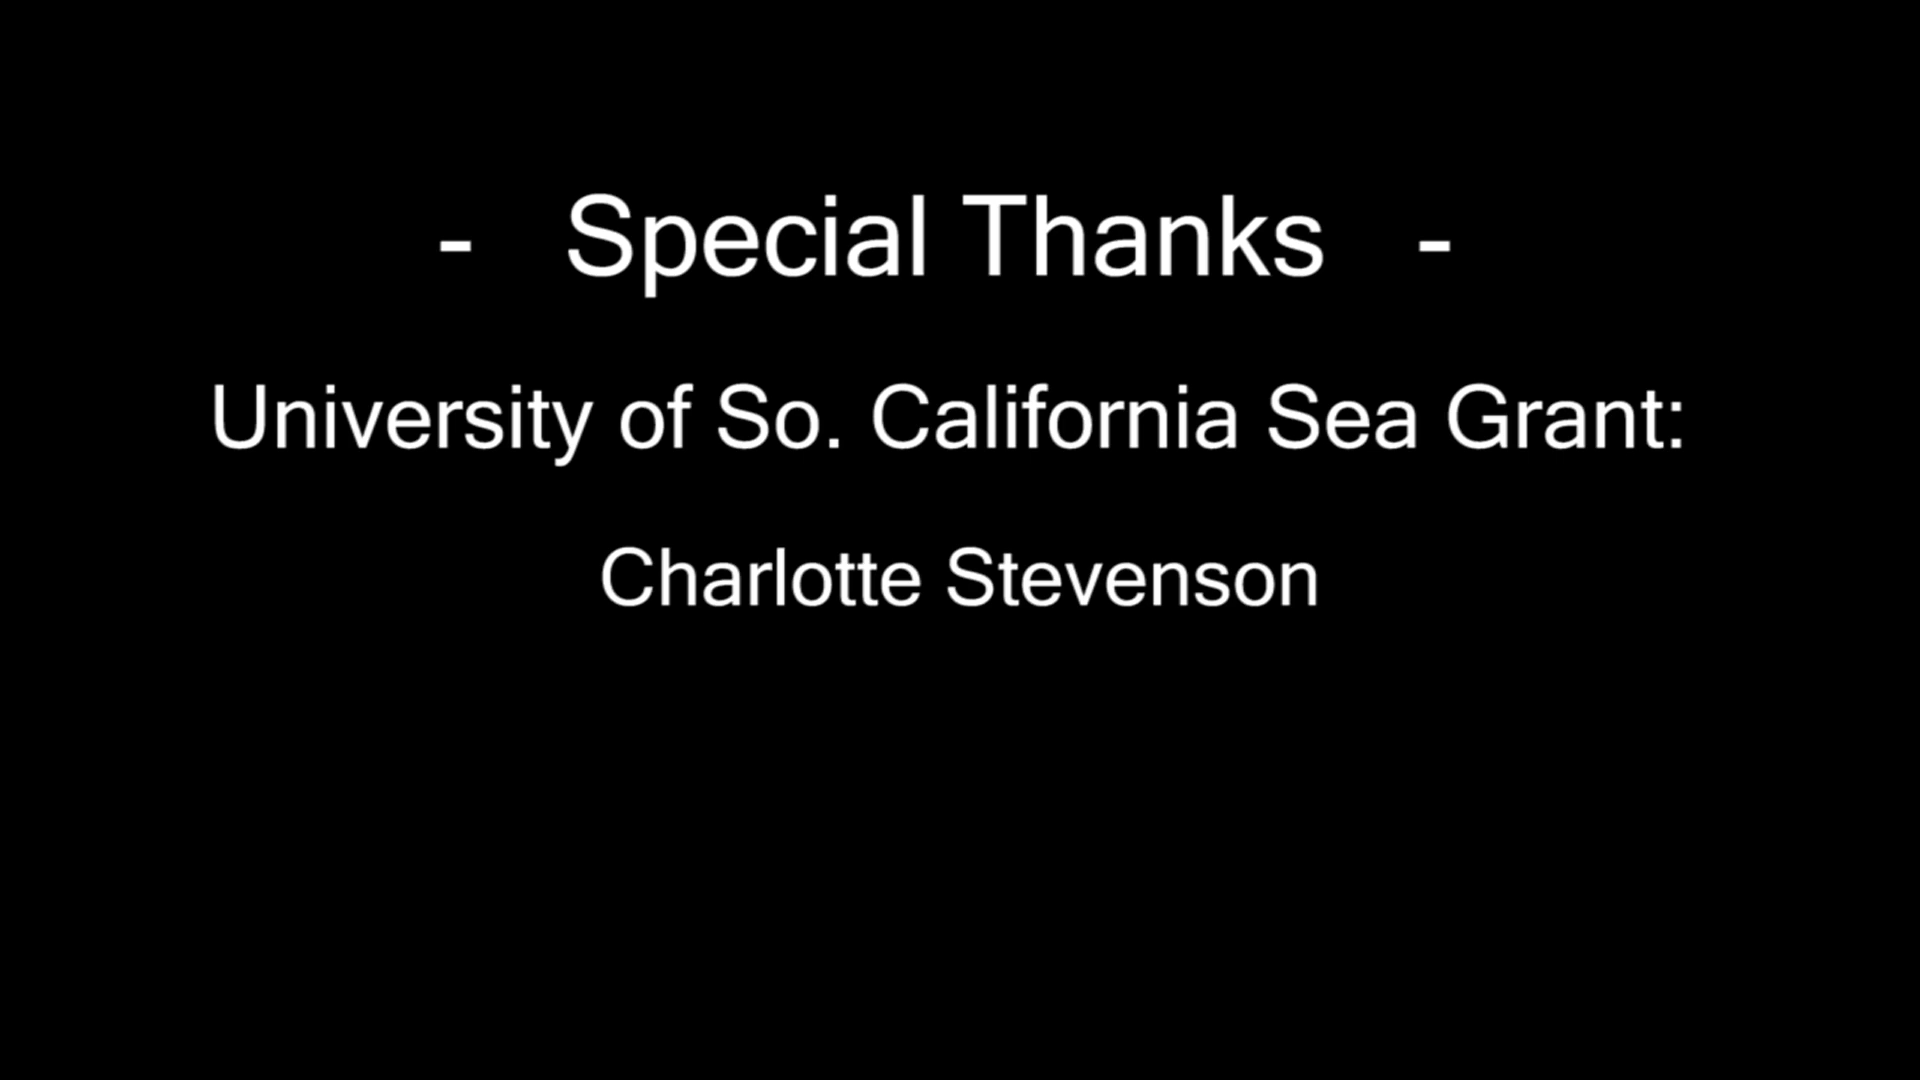 - Special Thanks -
University of So. California Sea Grant:
Charlotte Stevenson